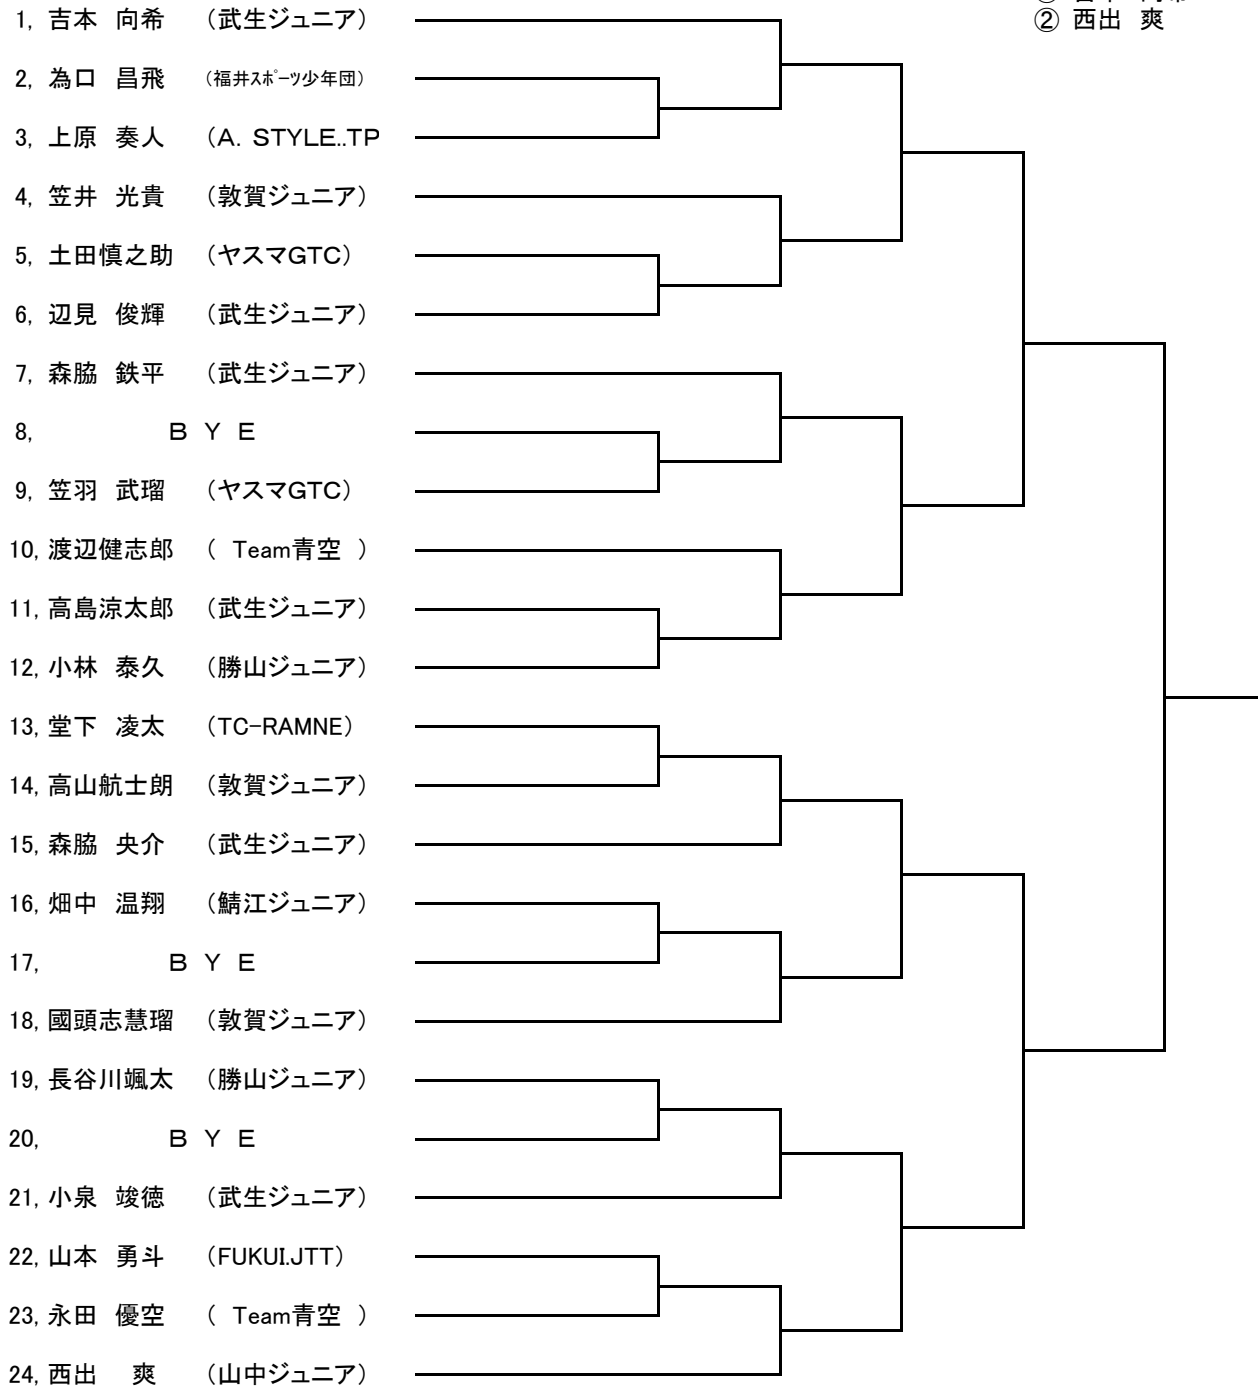 ② 西出 爽
1, 吉本 向希 （武生ジュニア）
2, 為口 昌飛 （福井ｽﾎﾟｰﾂ少年団）
3, 上原 奏人 （A. STYLE..TP
4, 笠井 光貴 （敦賀ジュニア）
5, 土田慎之助 （ヤスマGTC）
6, 辺見 俊輝 （武生ジュニア）
7, 森脇 鉄平 （武生ジュニア）
8, ＢＹＥ
9, 笠羽 武瑠 （ヤスマGTC）
10, 渡辺健志郎 （ Team青空 ）
11, 高島涼太郎 （武生ジュニア）
12, 小林 泰久 （勝山ジュニア）
13, 堂下 凌太 （TC-RAMNE）
14, 高山航士朗 （敦賀ジュニア）
15, 森脇 央介 （武生ジュニア）
16, 畑中 温翔 （鯖江ジュニア）
17, ＢＹＥ
18, 國頭志慧瑠 （敦賀ジュニア）
19, 長谷川颯太 （勝山ジュニア）
20, ＢＹＥ
21, 小泉 竣徳 （武生ジュニア）
22, 山本 勇斗 （FUKUI.JTT）
23, 永田 優空 （ Team青空 ）
24, 西出 爽 （山中ジュニア）